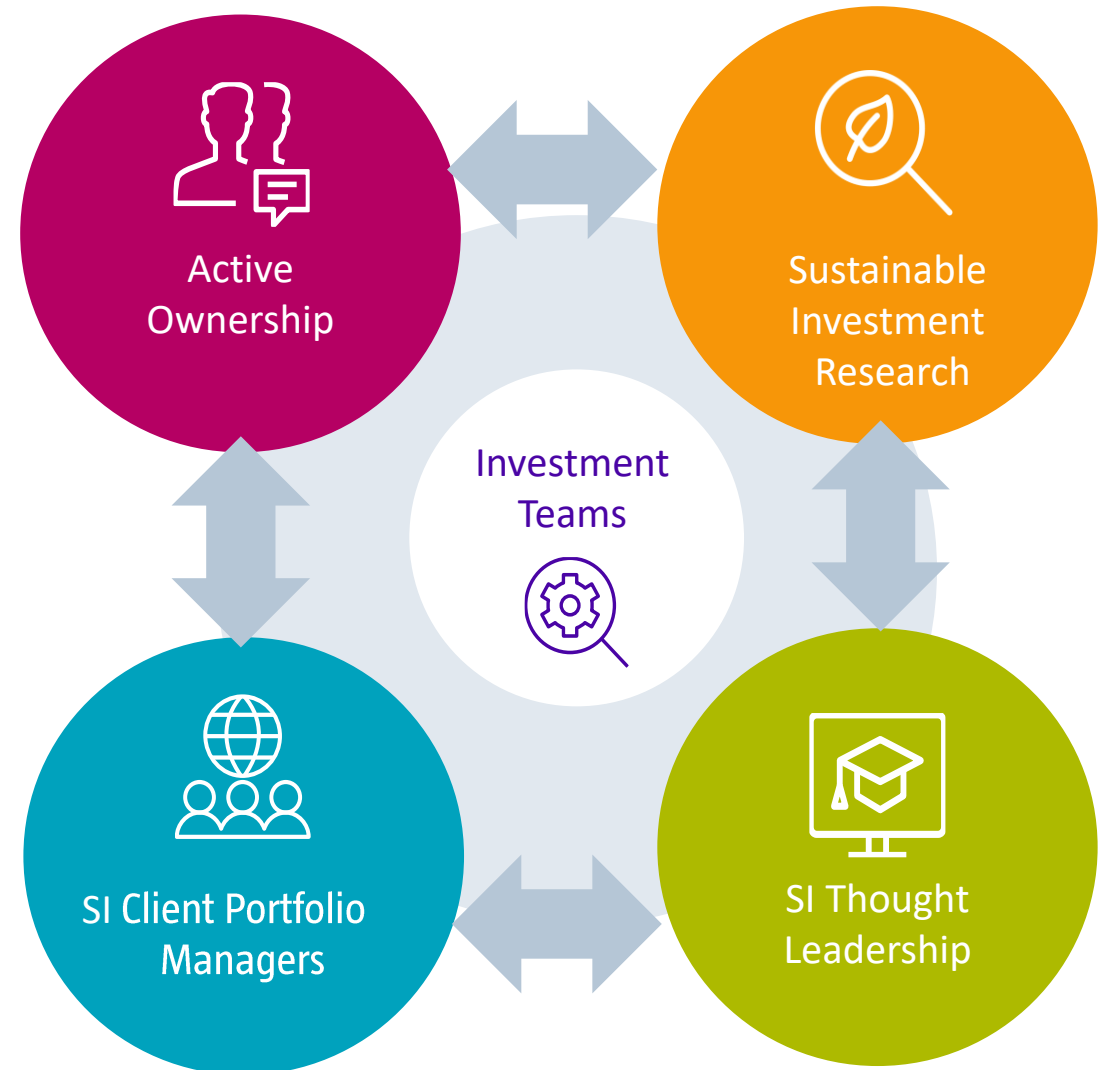 Active
Ownership
Sustainable
Investment
Research
Investment
Teams
SI Client Portfolio
Managers
SI Thought
Leadership